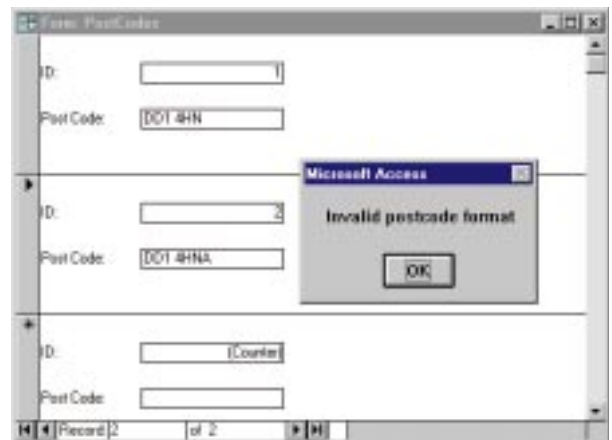 Form: PostCodes
ID: 1
Post Code: DD1 4HN
Microsoft Access
Invalid postcode format
OK
ID: 2
Post Code: DD1 4HNA
ID: (Counter)
Post Code:
Record 2 of 2